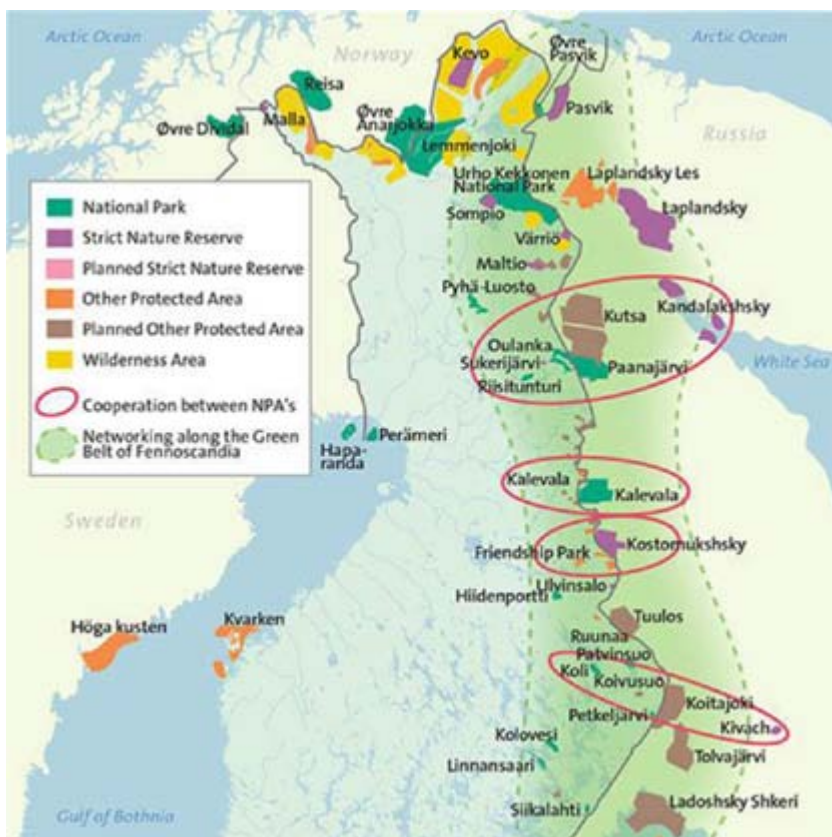 Arctic Ocean
Norway
Kevo
Øvre
Pasvik
Arctic Ocean
Reisa
Pasvik
Øvre Dividal
Malla
Øvre
Anarjokka
Lemmenjoki
Russia
Urho Kekkonen
National Park
Laplandsky Les
Sompio
Laplandsky
National Park
Strict Nature Reserve
Planned Strict Nature Reserve
Other Protected Area
Planned Other Protected Area
Wilderness Area
Cooperation between NPA's
Networking along the Green
Belt of Fennoscandia
Värriö
Maltio
Pyhä-Luosto
Kandalakshsky
Kutsa
Oulanka
Sukerijärvi
Riisitunturi
Paanajärvi
White Sea
Hapa-
randa
Perämeri
Kalevala
Kalevala
Sweden
Friendship Park
Kostomukshsky
Ulvinsalo
Hiidenportti
Höga kusten
Kvarken
Tuulos
Ruunaa
Patvinsuo
Koli
Koivusuo
Koitajoki
Petkeljärvi
Kivach
Kolovesi
Linnansaari
Tolvajärvi
Siikalahti
Ladoshsky Shkeri
Gulf of Bothnia